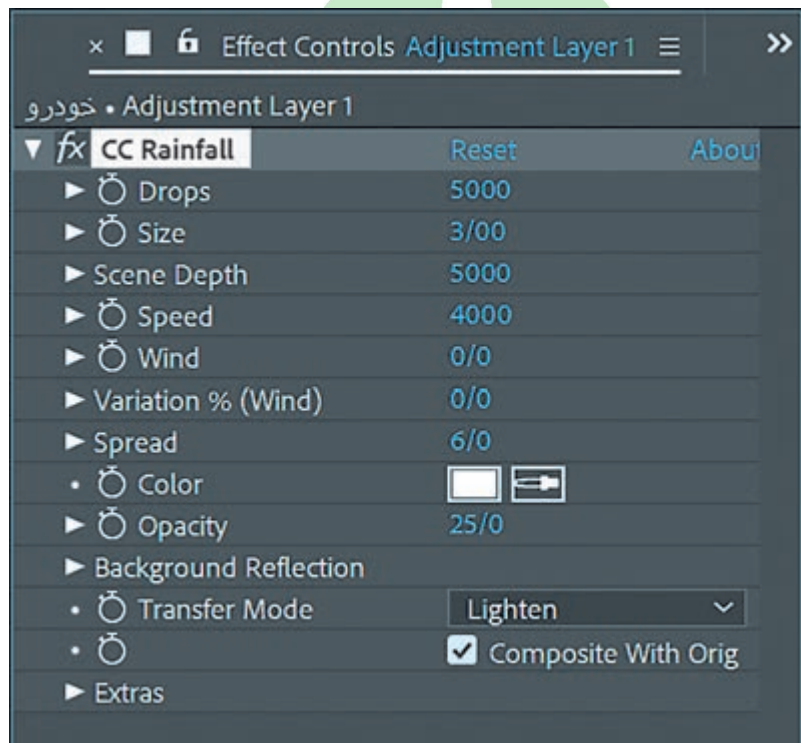 Effect Controls Adjustment Layer 1
خودرو • Adjustment Layer 1
fx CC Rainfall Reset About
Drops 5000
Size 3/00
Scene Depth 5000
Speed 4000
Wind 0/0
Variation % (Wind) 0/0
Spread 6/0
Color
Opacity 25/0
Background Reflection
Transfer Mode Lighten
Composite With Orig
Extras